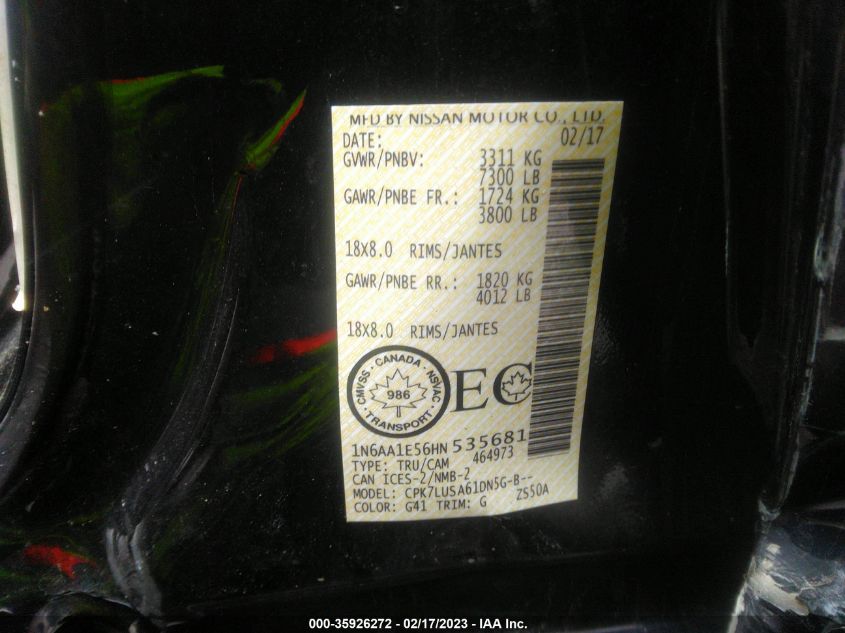 MFD BY NISSAN MOTOR CO., LTD.
DATE: 02/17
GVWR/PNBV: 3311 KG
7300 LB
GAWR/PNBE FR.: 1724 KG
3800 LB
18X8.0 RIMS/JANTES
GAWR/PNBE RR.: 1820 KG
4012 LB
18X8.0 RIMS/JANTES
CMVSS · CANADA · NSVAC
986
· TRANSPORT ·
EC
1N6AA1E56HN 535681
TYPE: TRU/CAM 464973
CAN ICES-2/NMB-2
MODEL: CPK7LUSA61DN5G-B--
COLOR: G41 TRIM: G ZS50A
000-35926272 - 02/17/2023 - IAA Inc.